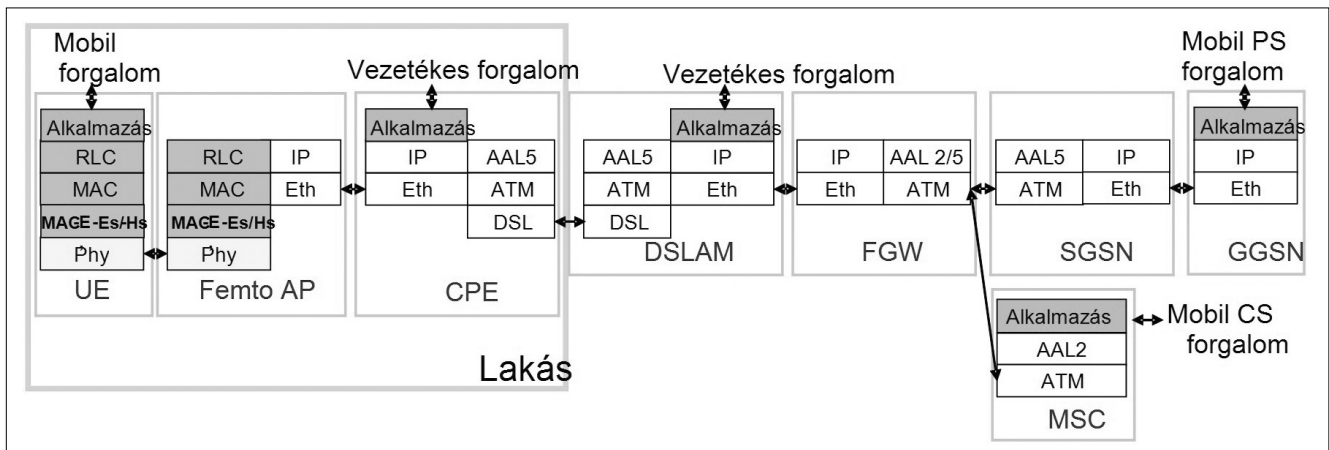 Mobil
forgalom
Vezetékes forgalom
Vezetékes forgalom
Mobil PS
forgalom
Alkalmazás
RLC
MAC
MAGE-Es/Hs
Phy
UE
RLC
IP
MAC
Eth
MAGE-Es/Hs
Phy
Femto AP
Alkalmazás
IP
AAL5
Eth
ATM
DSL
CPE
Lakás
Alkalmazás
AAL5
IP
ATM
Eth
DSL
DSLAM
IP
AAL 2/5
Eth
ATM
FGW
AAL5
IP
ATM
Eth
SGSN
Alkalmazás
IP
Eth
GGSN
Alkalmazás
AAL2
ATM
MSC
Mobil CS
forgalom